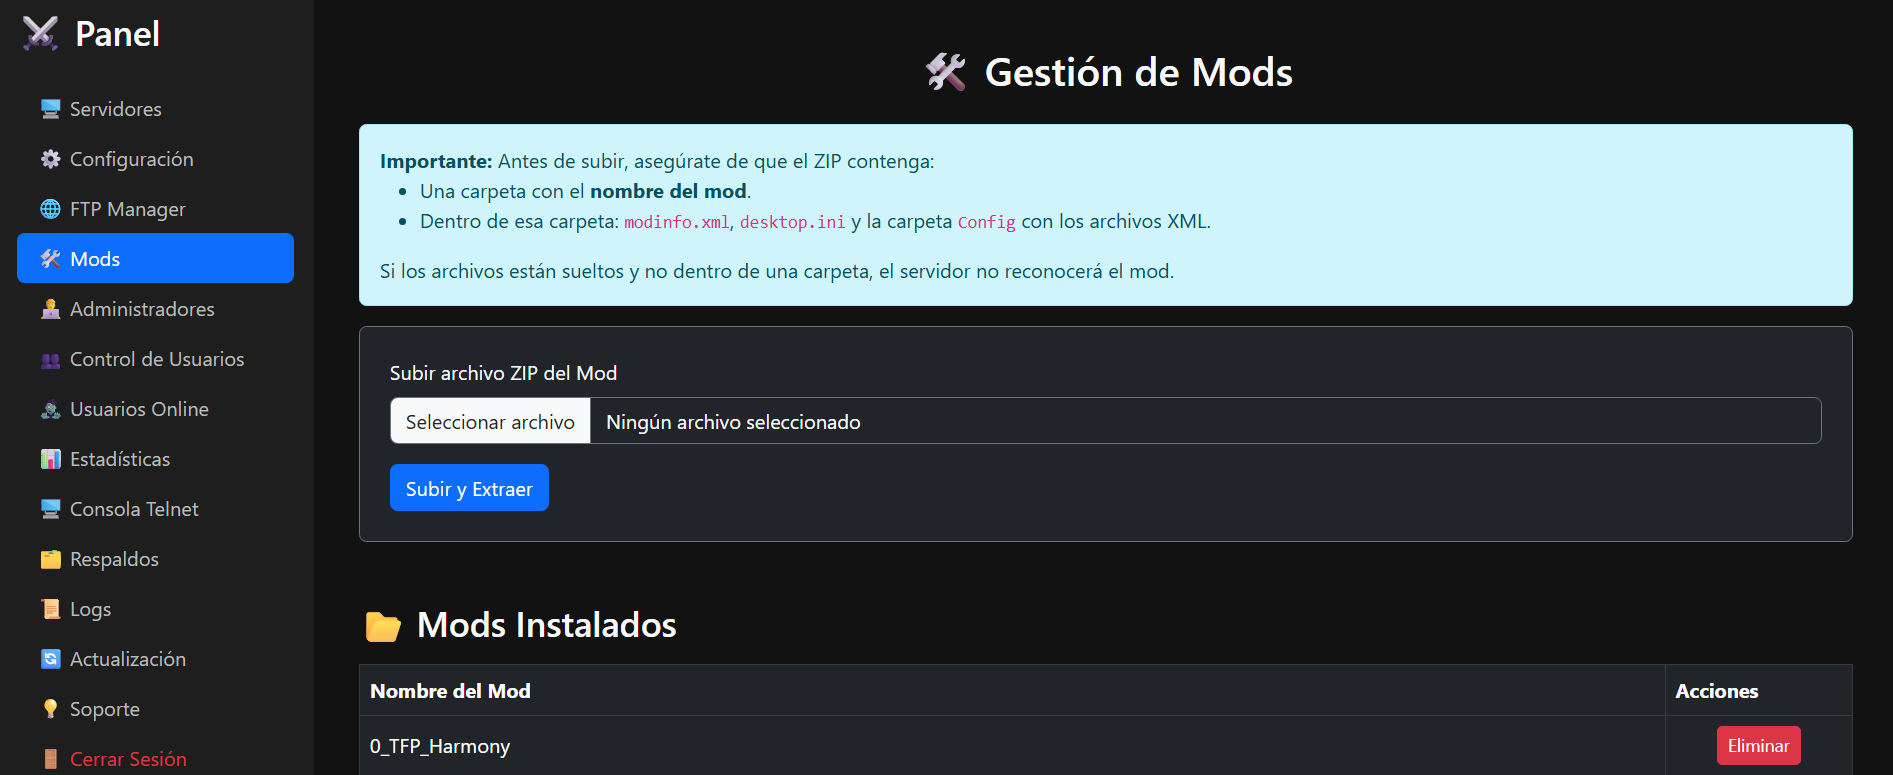 Panel
Servidores
Configuración
FTP Manager
Mods
Administradores
Control de Usuarios
Usuarios Online
Estadísticas
Consola Telnet
Respaldos
Logs
Actualización
Soporte
Cerrar Sesión
Gestión de Mods
Importante: Antes de subir, asegúrate de que el ZIP contenga:
• Una carpeta con el nombre del mod.
• Dentro de esa carpeta: modinfo.xml, desktop.ini y la carpeta Config con los archivos XML.
Si los archivos están sueltos y no dentro de una carpeta, el servidor no reconocerá el mod.
Subir archivo ZIP del Mod
Seleccionar archivo Ningún archivo seleccionado
Subir y Extraer
Mods Instalados
Nombre del Mod Acciones
0_TFP_Harmony Eliminar